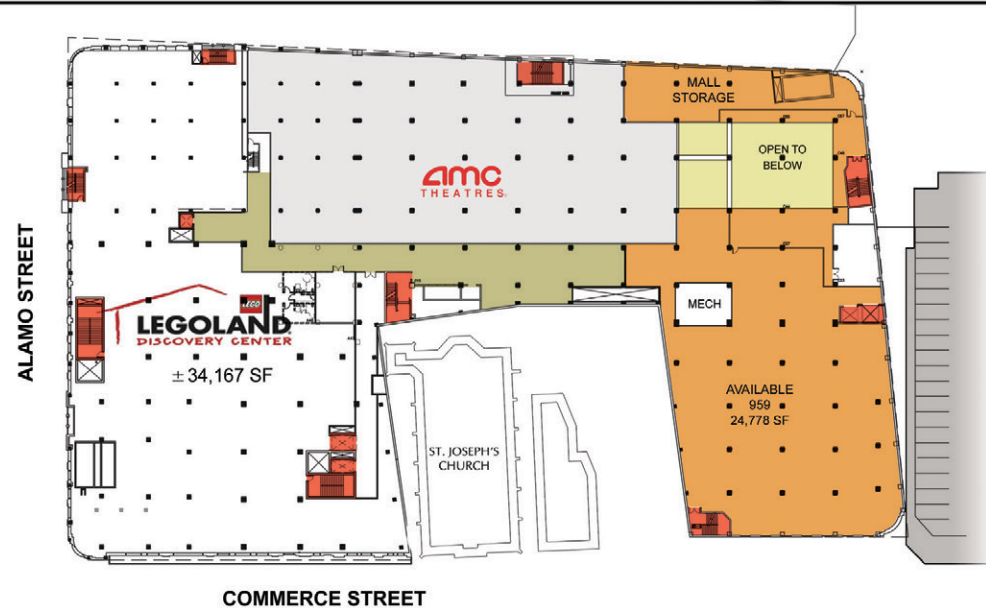 MALL
STORAGE
OPEN TO
BELOW
amc
THEATRES
ALAMO STREET
LEGO
LEGOLAND
DISCOVERY CENTER
± 34,167 SF
MECH
AVAILABLE
959
24,778 SF
ST. JOSEPH'S
CHURCH
COMMERCE STREET